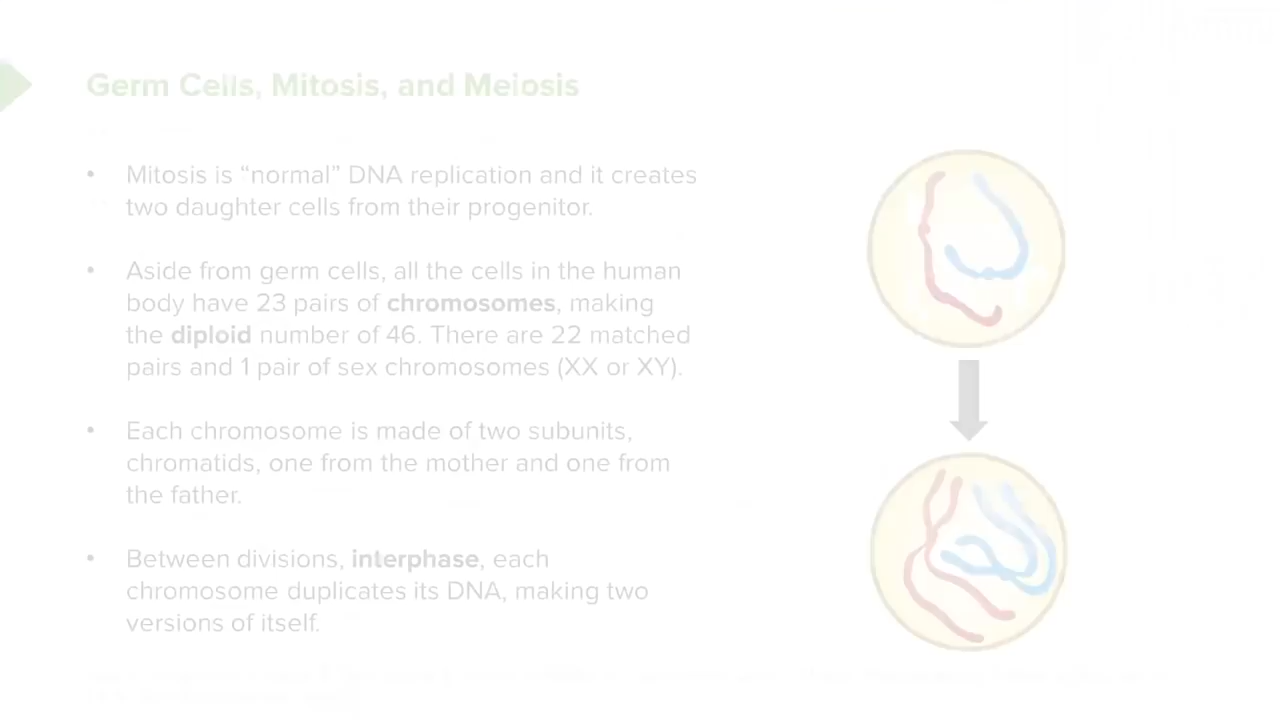 Germ Cells, Mitosis, and Meiosis
• Mitosis is “normal” DNA replication and it creates
two daughter cells from their progenitor.
• Aside from germ cells, all the cells in the human
body have 23 pairs of chromosomes, making
the diploid number of 46. There are 22 matched
pairs and 1 pair of sex chromosomes (XX or XY).
• Each chromosome is made of two subunits,
chromatids, one from the mother and one from
the father.
• Between divisions, interphase, each
chromosome duplicates its DNA, making two
versions of itself.